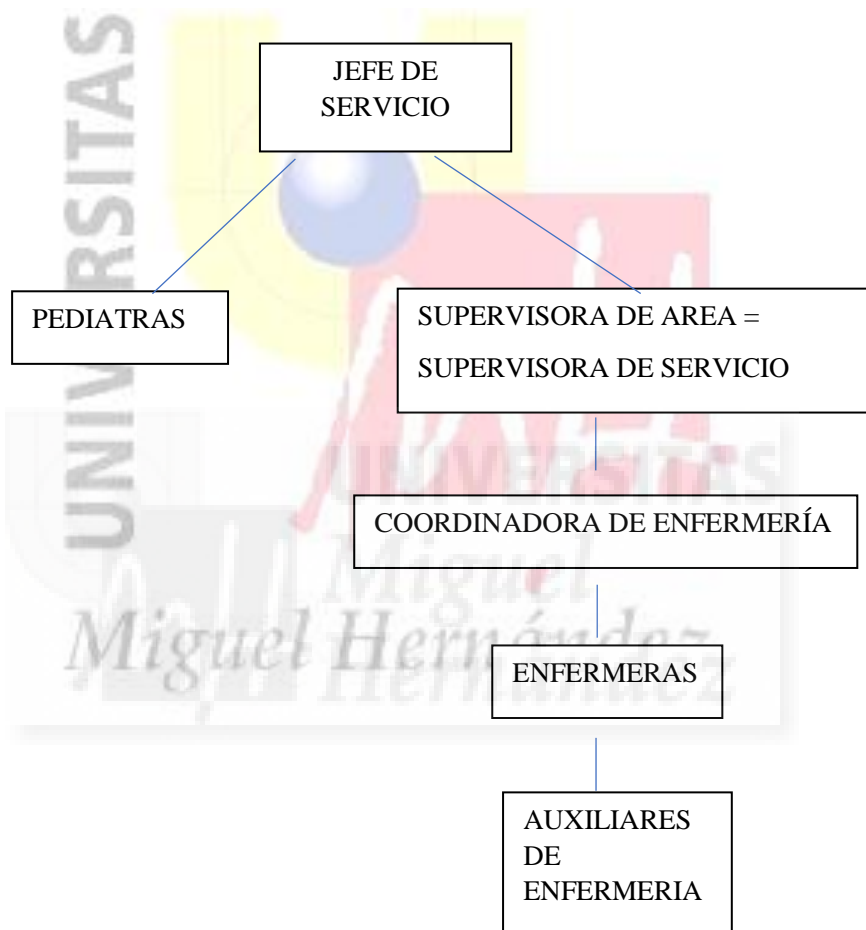 JEFE DE
SERVICIO
PEDIATRAS
SUPERVISORA DE AREA =
SUPERVISORA DE SERVICIO
COORDINADORA DE ENFERMERÍA
ENFERMERAS
AUXILIARES
DE
ENFERMERIA
UNIVERSITAS
Miguel Hernández
UNIVERSITAS
Miguel
Hernández